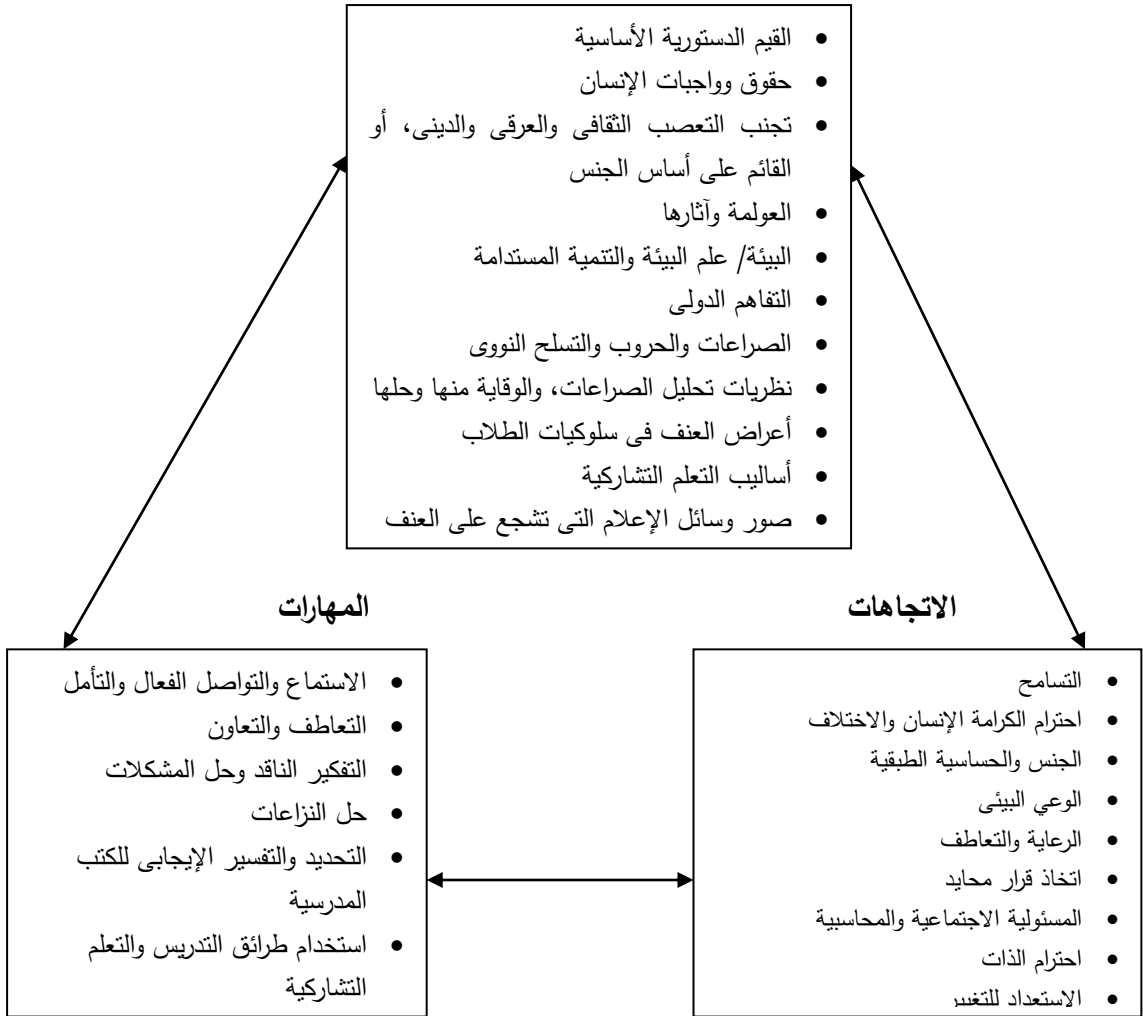 • القيم الدستورية الأساسية
• حقوق وواجبات الإنسان
• تجنب التعصب الثقافى والعرقى والدينى، أو
القائم على أساس الجنس
• العولمة وآثارها
• البيئة/ علم البيئة والتنمية المستدامة
• التفاهم الدولى
• الصراعات والحروب والتسلح النووى
• نظريات تحليل الصراعات، والوقاية منها وحلها
• أعراض العنف فى سلوكيات الطلاب
• أساليب التعلم التشاركية
• صور وسائل الإعلام التى تشجع على العنف
الاتجاهات
• التسامح
• احترام الكرامة الإنسان والاختلاف
• الجنس والحساسية الطبقية
• الوعي البيئى
• الرعاية والتعاطف
• اتخاذ قرار محايد
• المسئولية الاجتماعية والمحاسبية
• احترام الذات
• الاستعداد للتغيير
المهارات
• الاستماع والتواصل الفعال والتأمل
• التعاطف والتعاون
• التفكير الناقد وحل المشكلات
• حل النزاعات
• التحديد والتفسير الإيجابى للكتب
المدرسية
• استخدام طرائق التدريس والتعلم
التشاركية